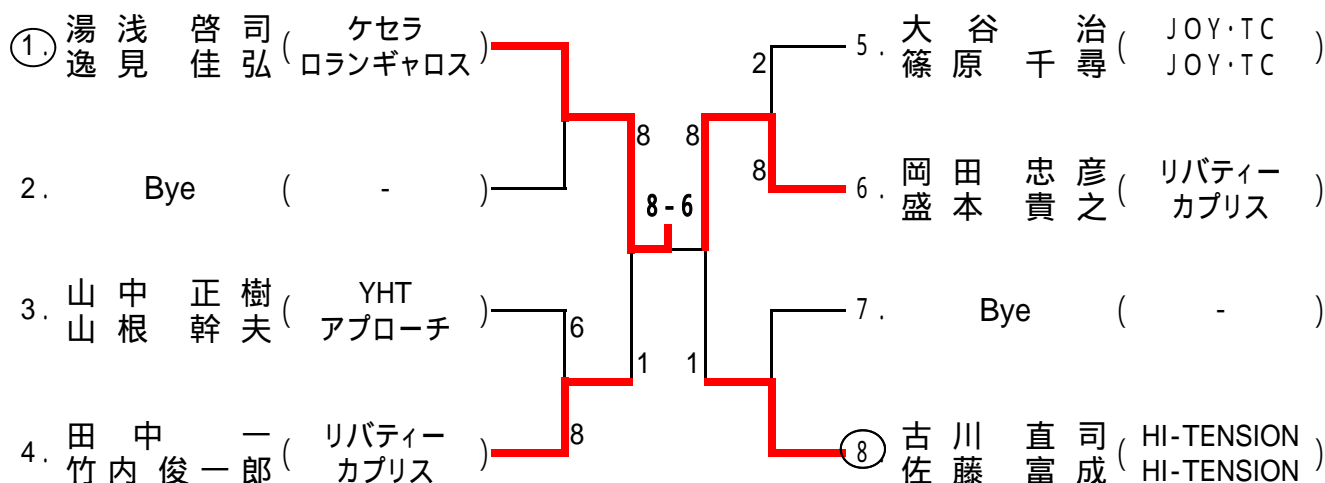 1. 湯浅 啓司 ( ケセラ )
逸見 佳弘 ロランギャロス
2. Bye ( - )
3. 山中 正樹 ( YHT )
山根 幹夫 アプローチ
4. 田中 一 ( リバティー )
竹内俊一郎 カプリス
8
6
8
1
8-6
8
1
2
8
5. 大谷 治 ( JOY・TC )
篠原 千尋 JOY・TC
6. 岡田 忠彦 ( リバティー )
盛本 貴之 カプリス
7. Bye ( - )
8 古川 直司 ( HI-TENSION )
佐藤 富成 HI-TENSION